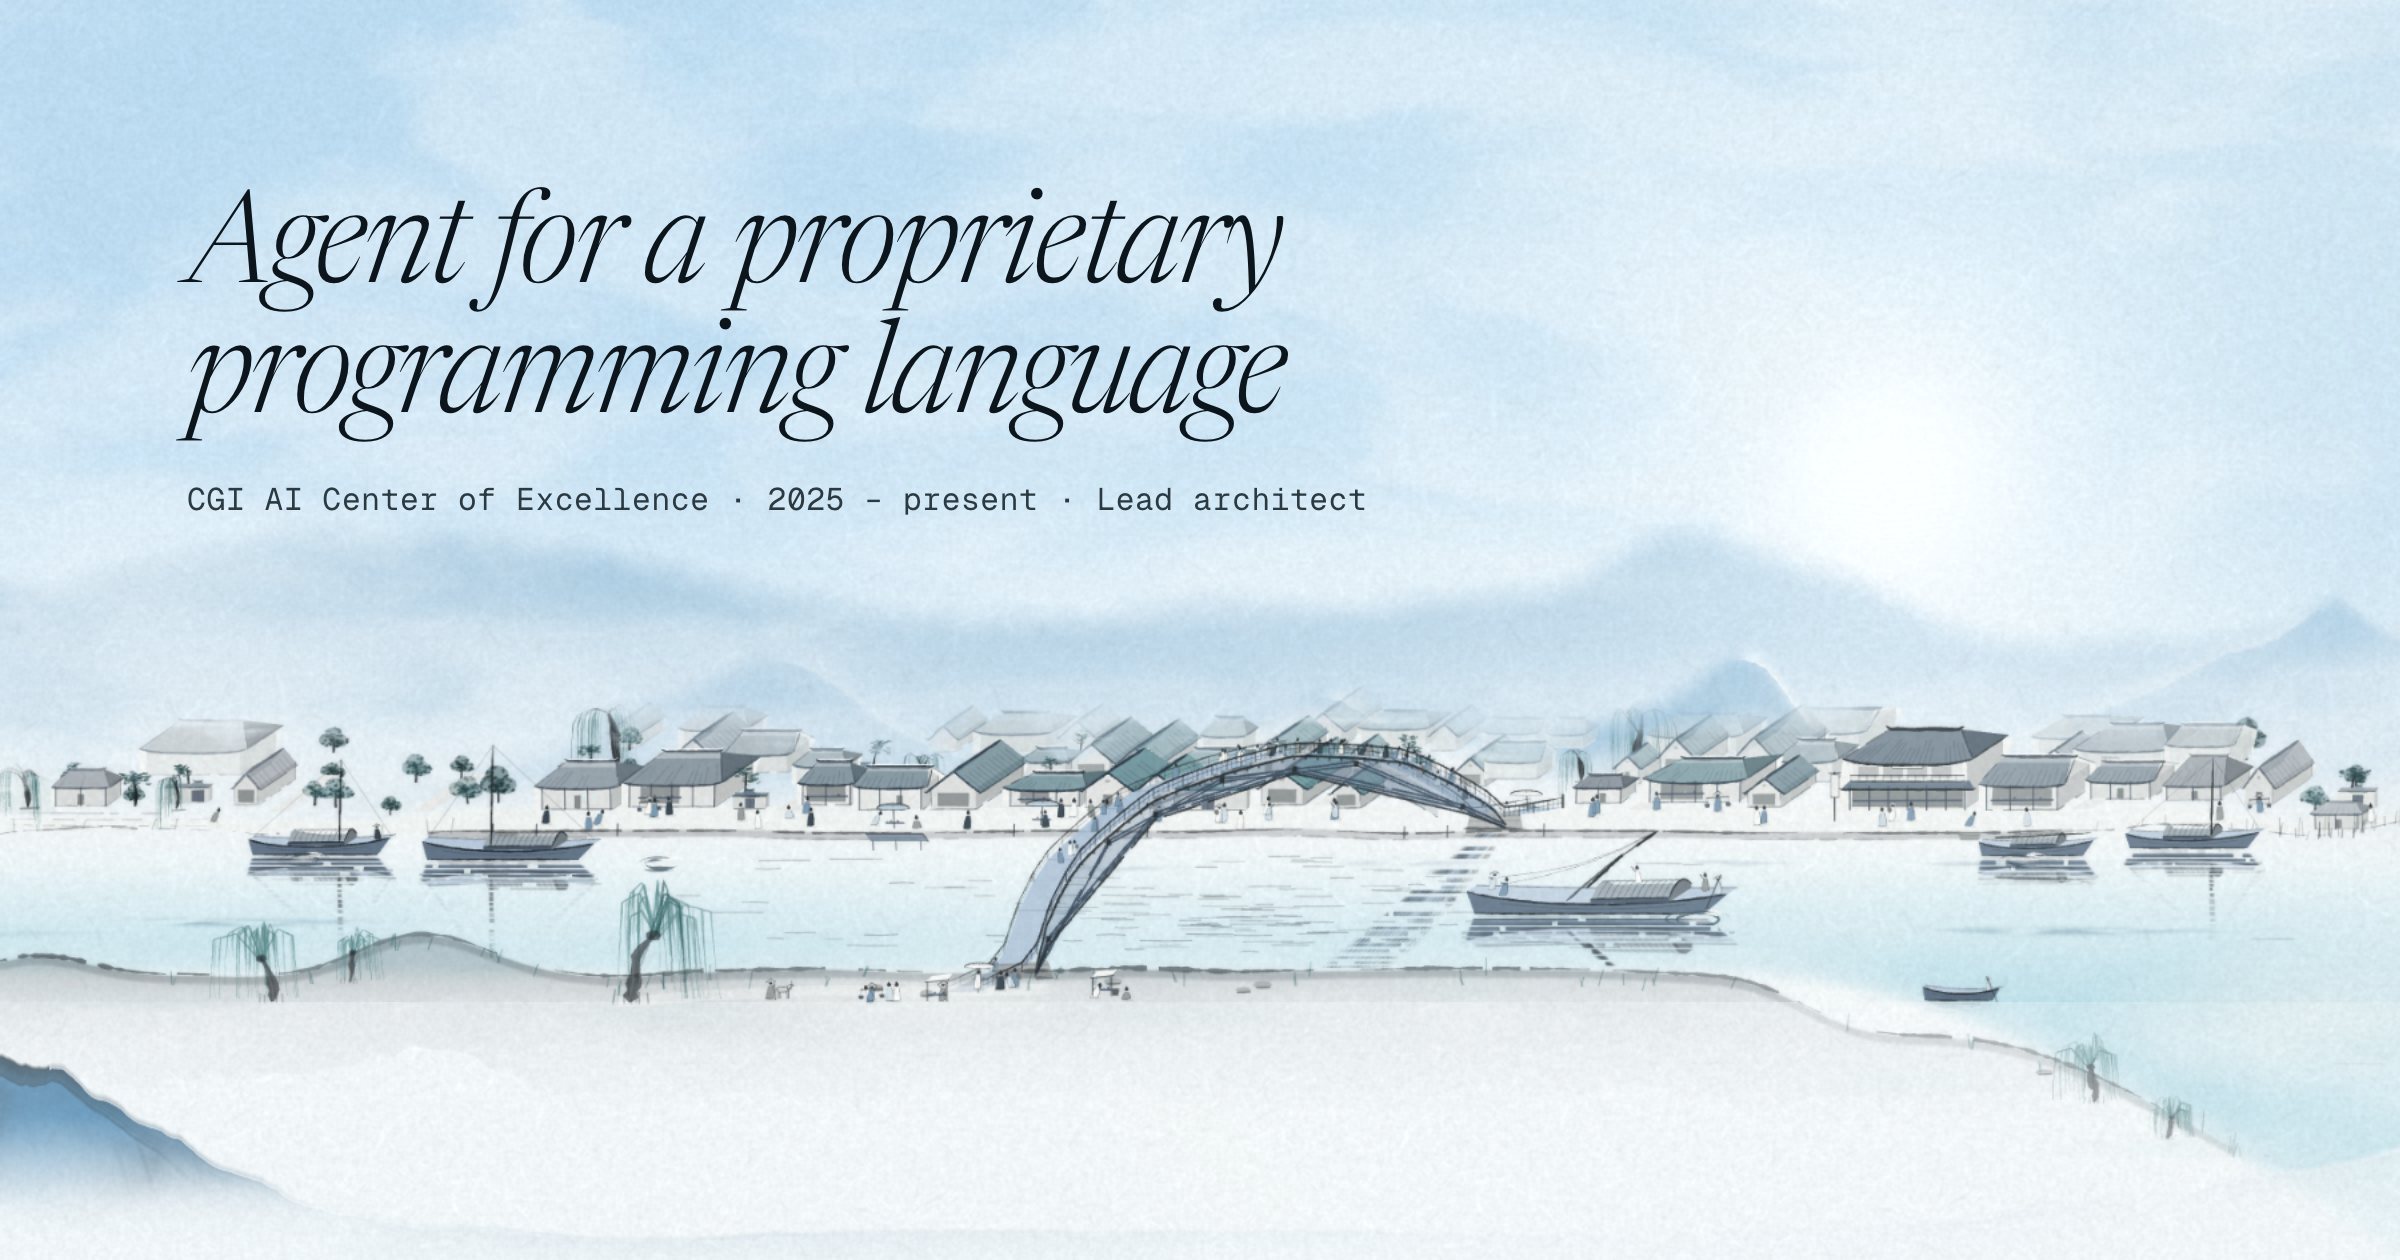 Agent for a proprietary
programming language
CGI AI Center of Excellence · 2025 – present · Lead architect